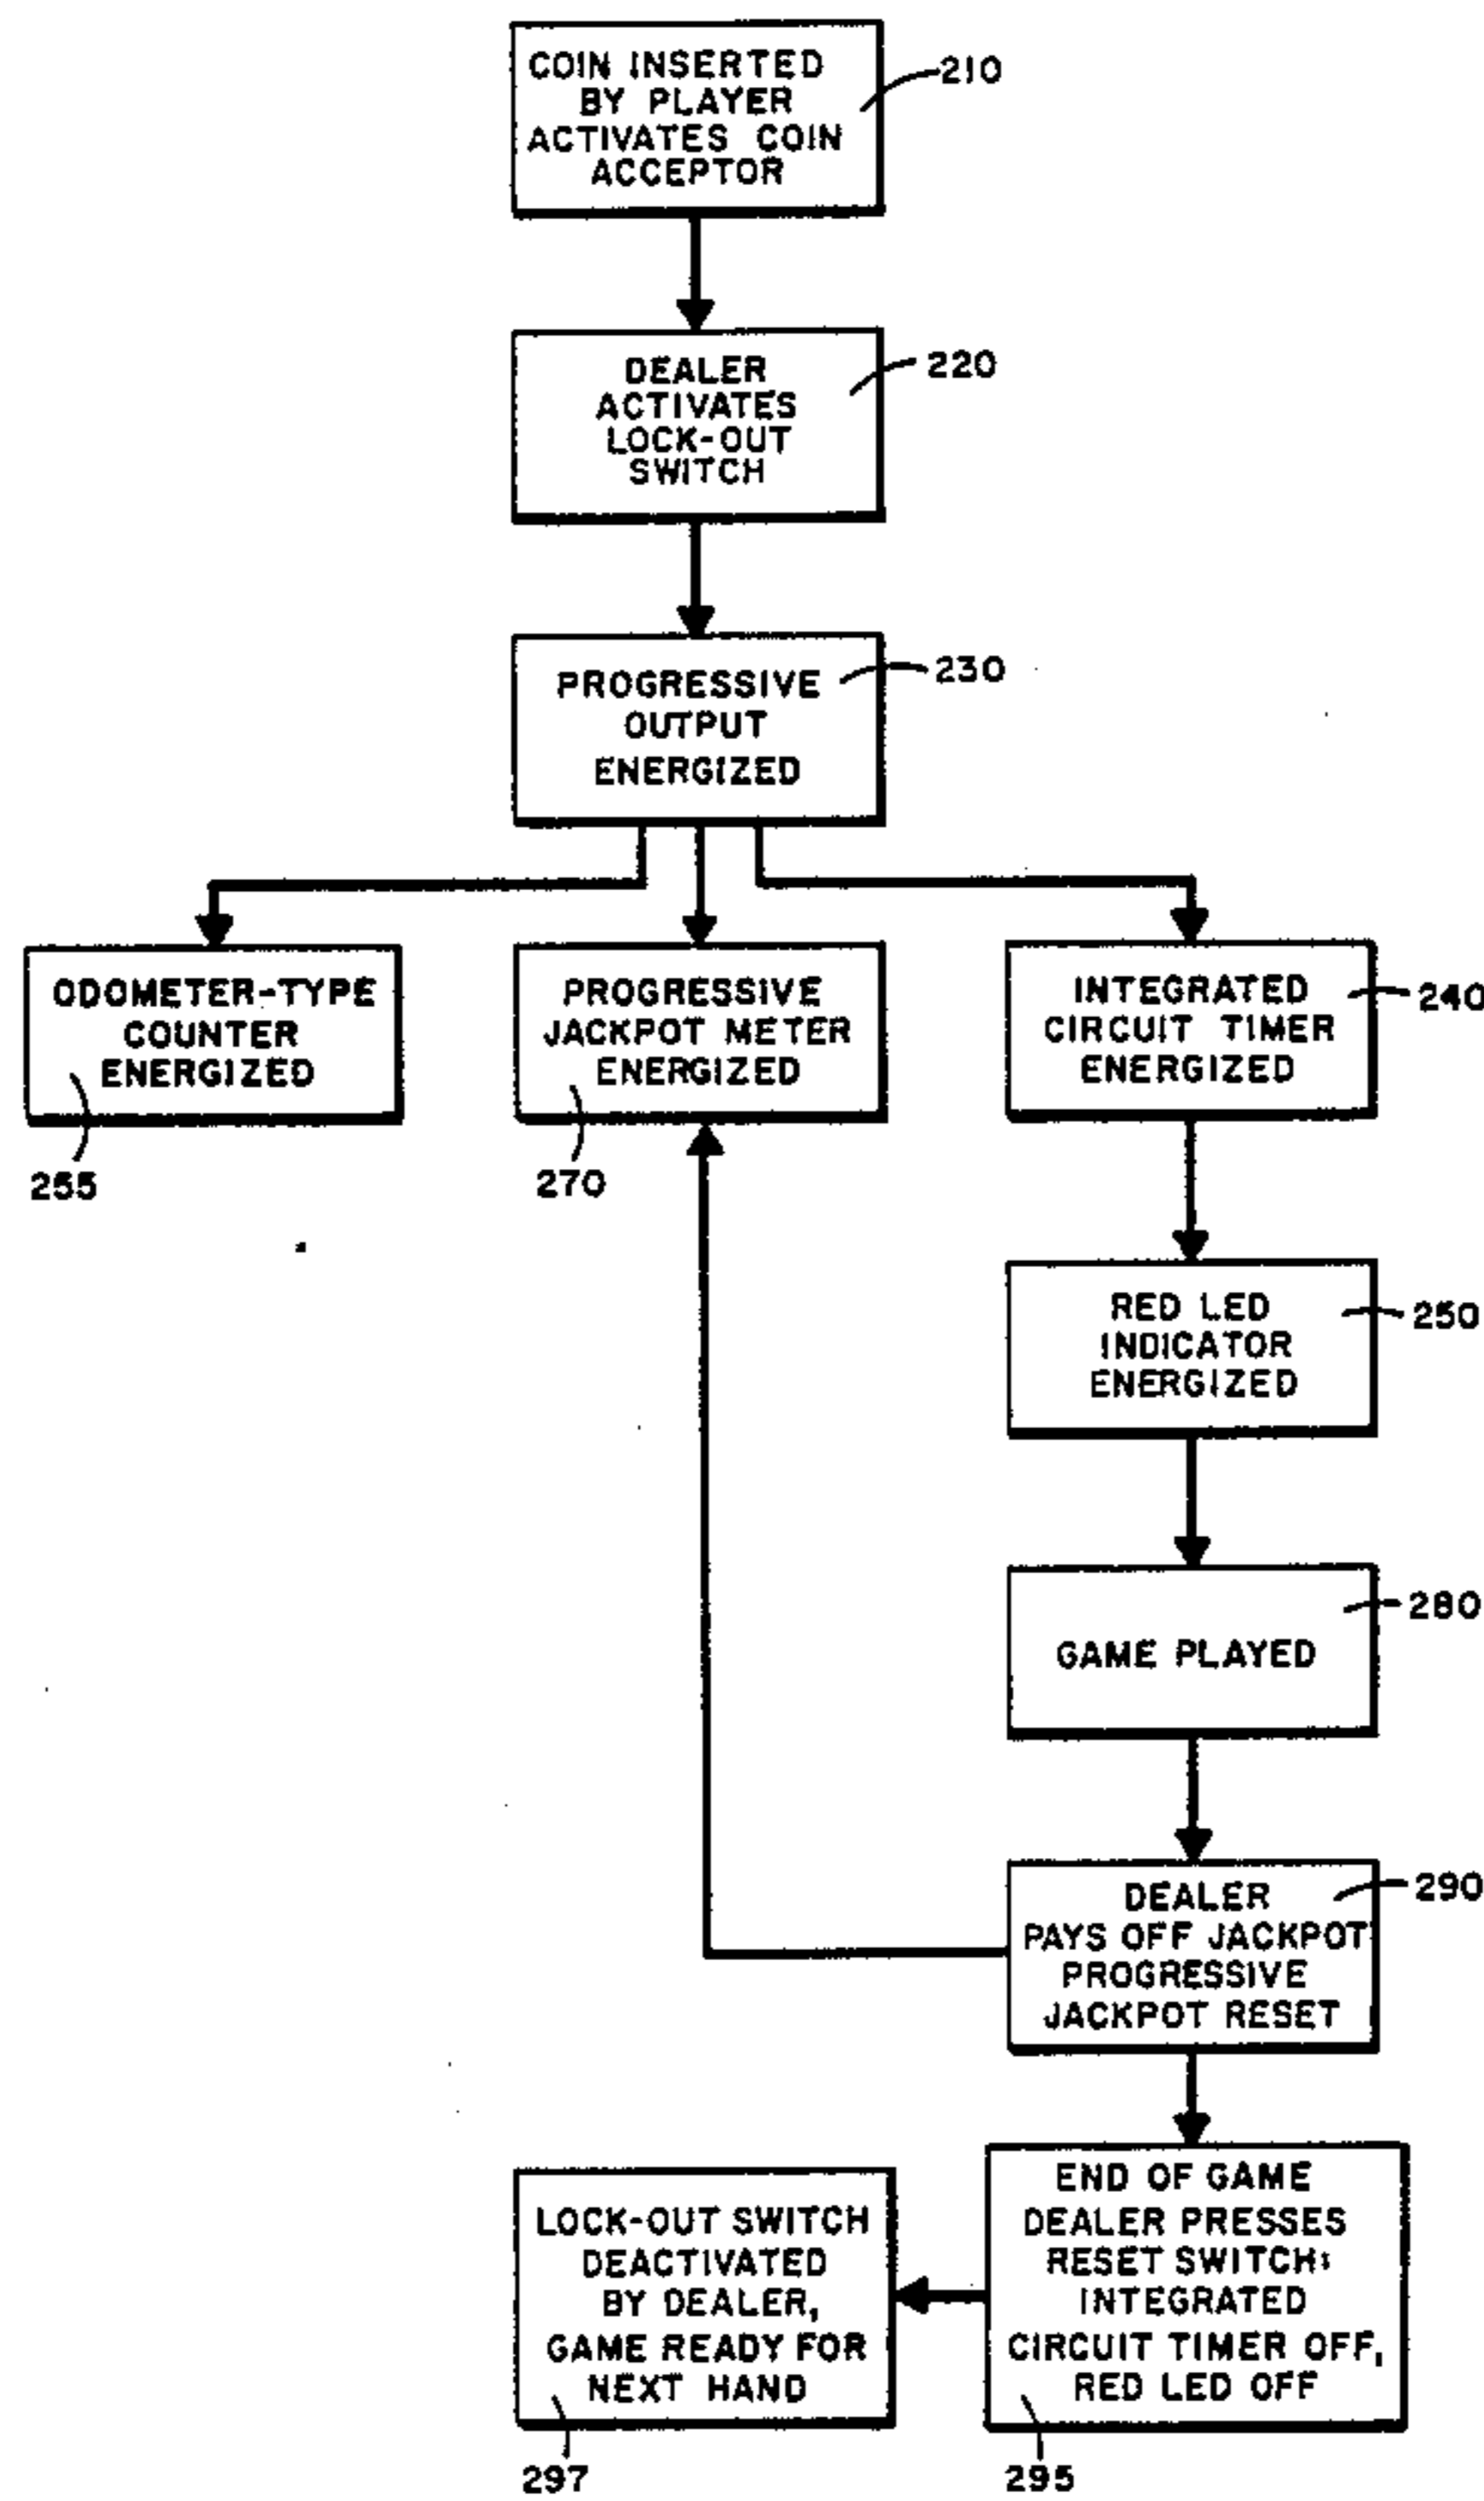 COIN INSERTED
BY PLAYER
ACTIVATES COIN
ACCEPTOR
210
DEALER
ACTIVATES
LOCK-OUT
SWITCH
220
PROGRESSIVE
OUTPUT
ENERGIZED
230
ODOMETER-TYPE
COUNTER
ENERGIZED
255
PROGRESSIVE
JACKPOT METER
ENERGIZED
270
INTEGRATED
CIRCUIT TIMER
ENERGIZED
240
RED LED
INDICATOR
ENERGIZED
250
GAME PLAYED
280
DEALER
PAYS OFF JACKPOT
PROGRESSIVE
JACKPOT RESET
290
END OF GAME
DEALER PRESSES
RESET SWITCH:
INTEGRATED
CIRCUIT TIMER OFF,
RED LED OFF
295
LOCK-OUT SWITCH
DEACTIVATED
BY DEALER,
GAME READY FOR
NEXT HAND
297